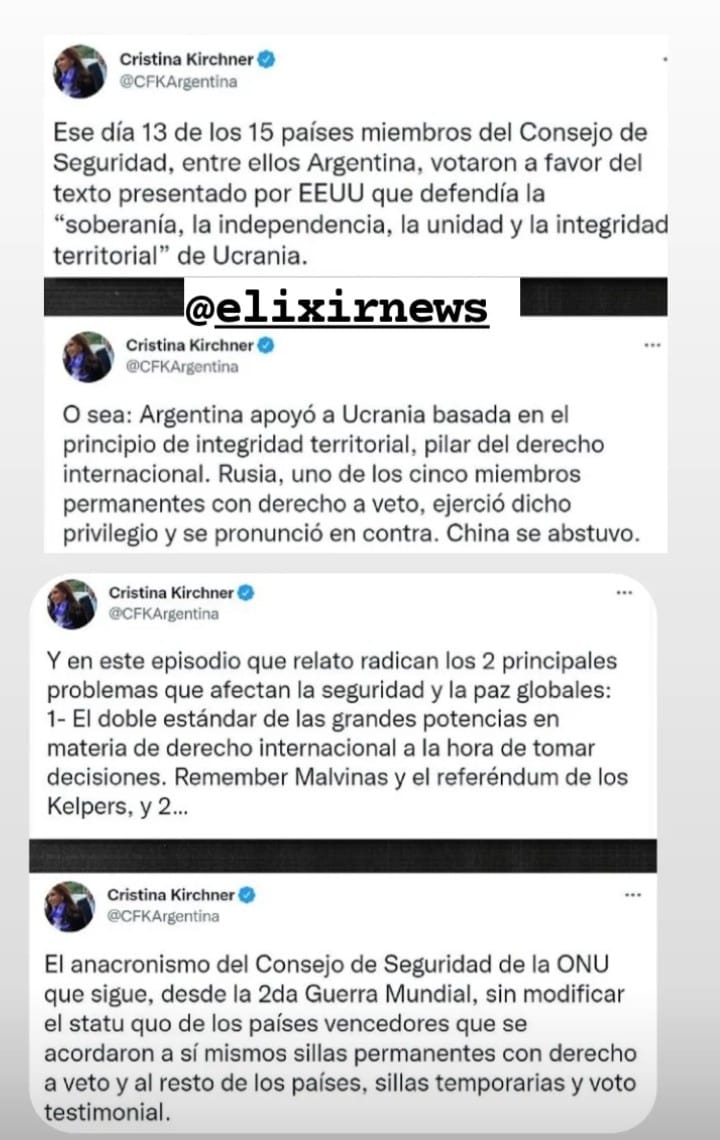 Cristina Kirchner
@CFKArgentina
Ese día 13 de los 15 países miembros del Consejo de
Seguridad, entre ellos Argentina, votaron a favor del
texto presentado por EEUU que defendía la
“soberanía, la independencia, la unidad y la integridad
territorial” de Ucrania.
@elixirnews
Cristina Kirchner
@CFKArgentina
O sea: Argentina apoyó a Ucrania basada en el
principio de integridad territorial, pilar del derecho
internacional. Rusia, uno de los cinco miembros
permanentes con derecho a veto, ejerció dicho
privilegio y se pronunció en contra. China se abstuvo.
Cristina Kirchner
@CFKArgentina
Y en este episodio que relato radican los 2 principales
problemas que afectan la seguridad y la paz globales:
1- El doble estándar de las grandes potencias en
materia de derecho internacional a la hora de tomar
decisiones. Remember Malvinas y el referéndum de los
Kelpers, y 2...
Cristina Kirchner
@CFKArgentina
El anacronismo del Consejo de Seguridad de la ONU
que sigue, desde la 2da Guerra Mundial, sin modificar
el statu quo de los países vencedores que se
acordaron a sí mismos sillas permanentes con derecho
a veto y al resto de los países, sillas temporarias y voto
testimonial.